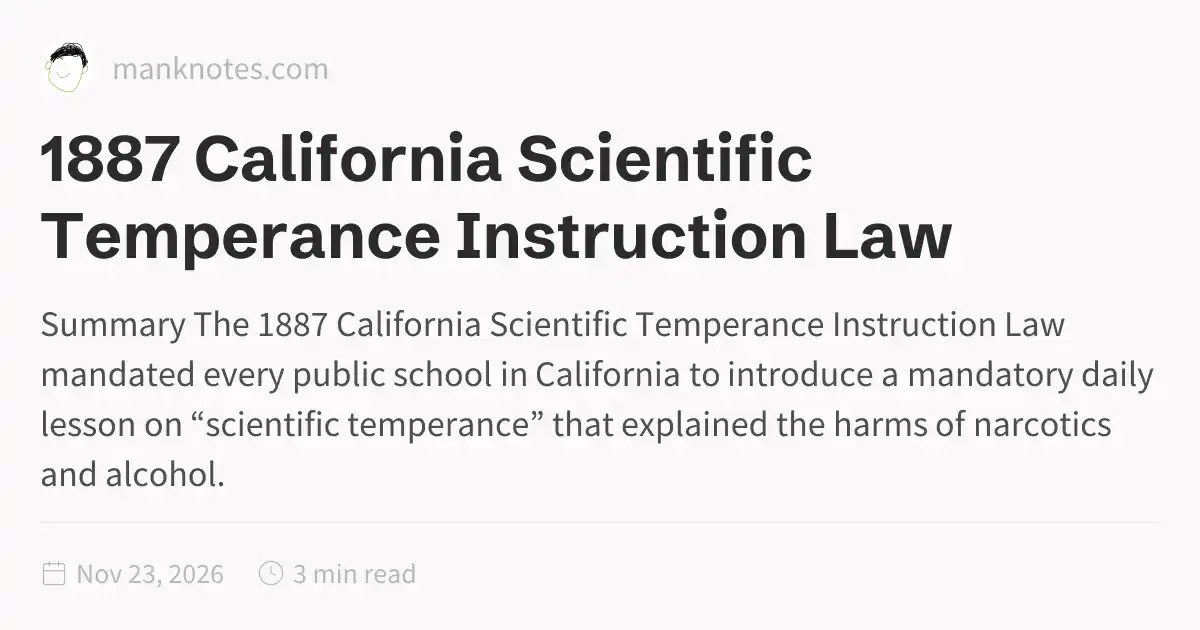 manknotes.com
1887 California Scientific
Temperance Instruction Law
Summary The 1887 California Scientific Temperance Instruction Law
mandated every public school in California to introduce a mandatory daily
lesson on “scientific temperance” that explained the harms of narcotics
and alcohol.
Nov 23, 2026 3 min read